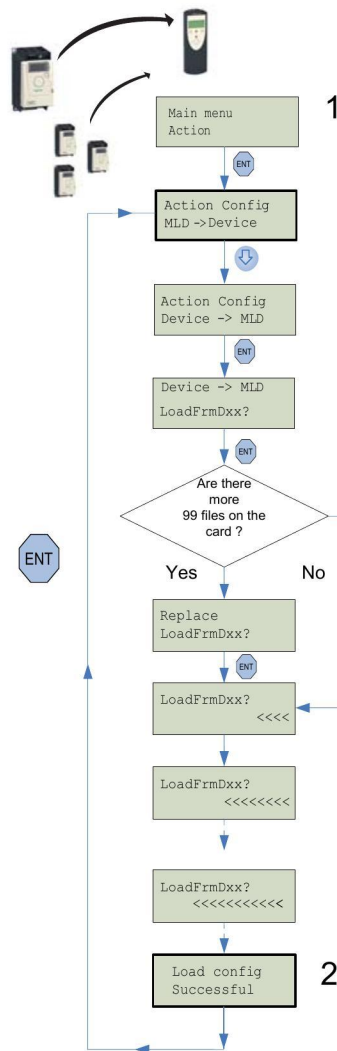 Main menu
Action
1
ENT
Action Config
MLD ->Device
Action Config
Device -> MLD
ENT
Device -> MLD
LoadFrmDxx?
ENT
Are there
more
99 files on the
card ?
ENT
Yes No
Replace
LoadFrmDxx?
ENT
LoadFrmDxx?
<<<<
LoadFrmDxx?
<<<<<<<<
LoadFrmDxx?
<<<<<<<<<<<
Load config
Successful
2